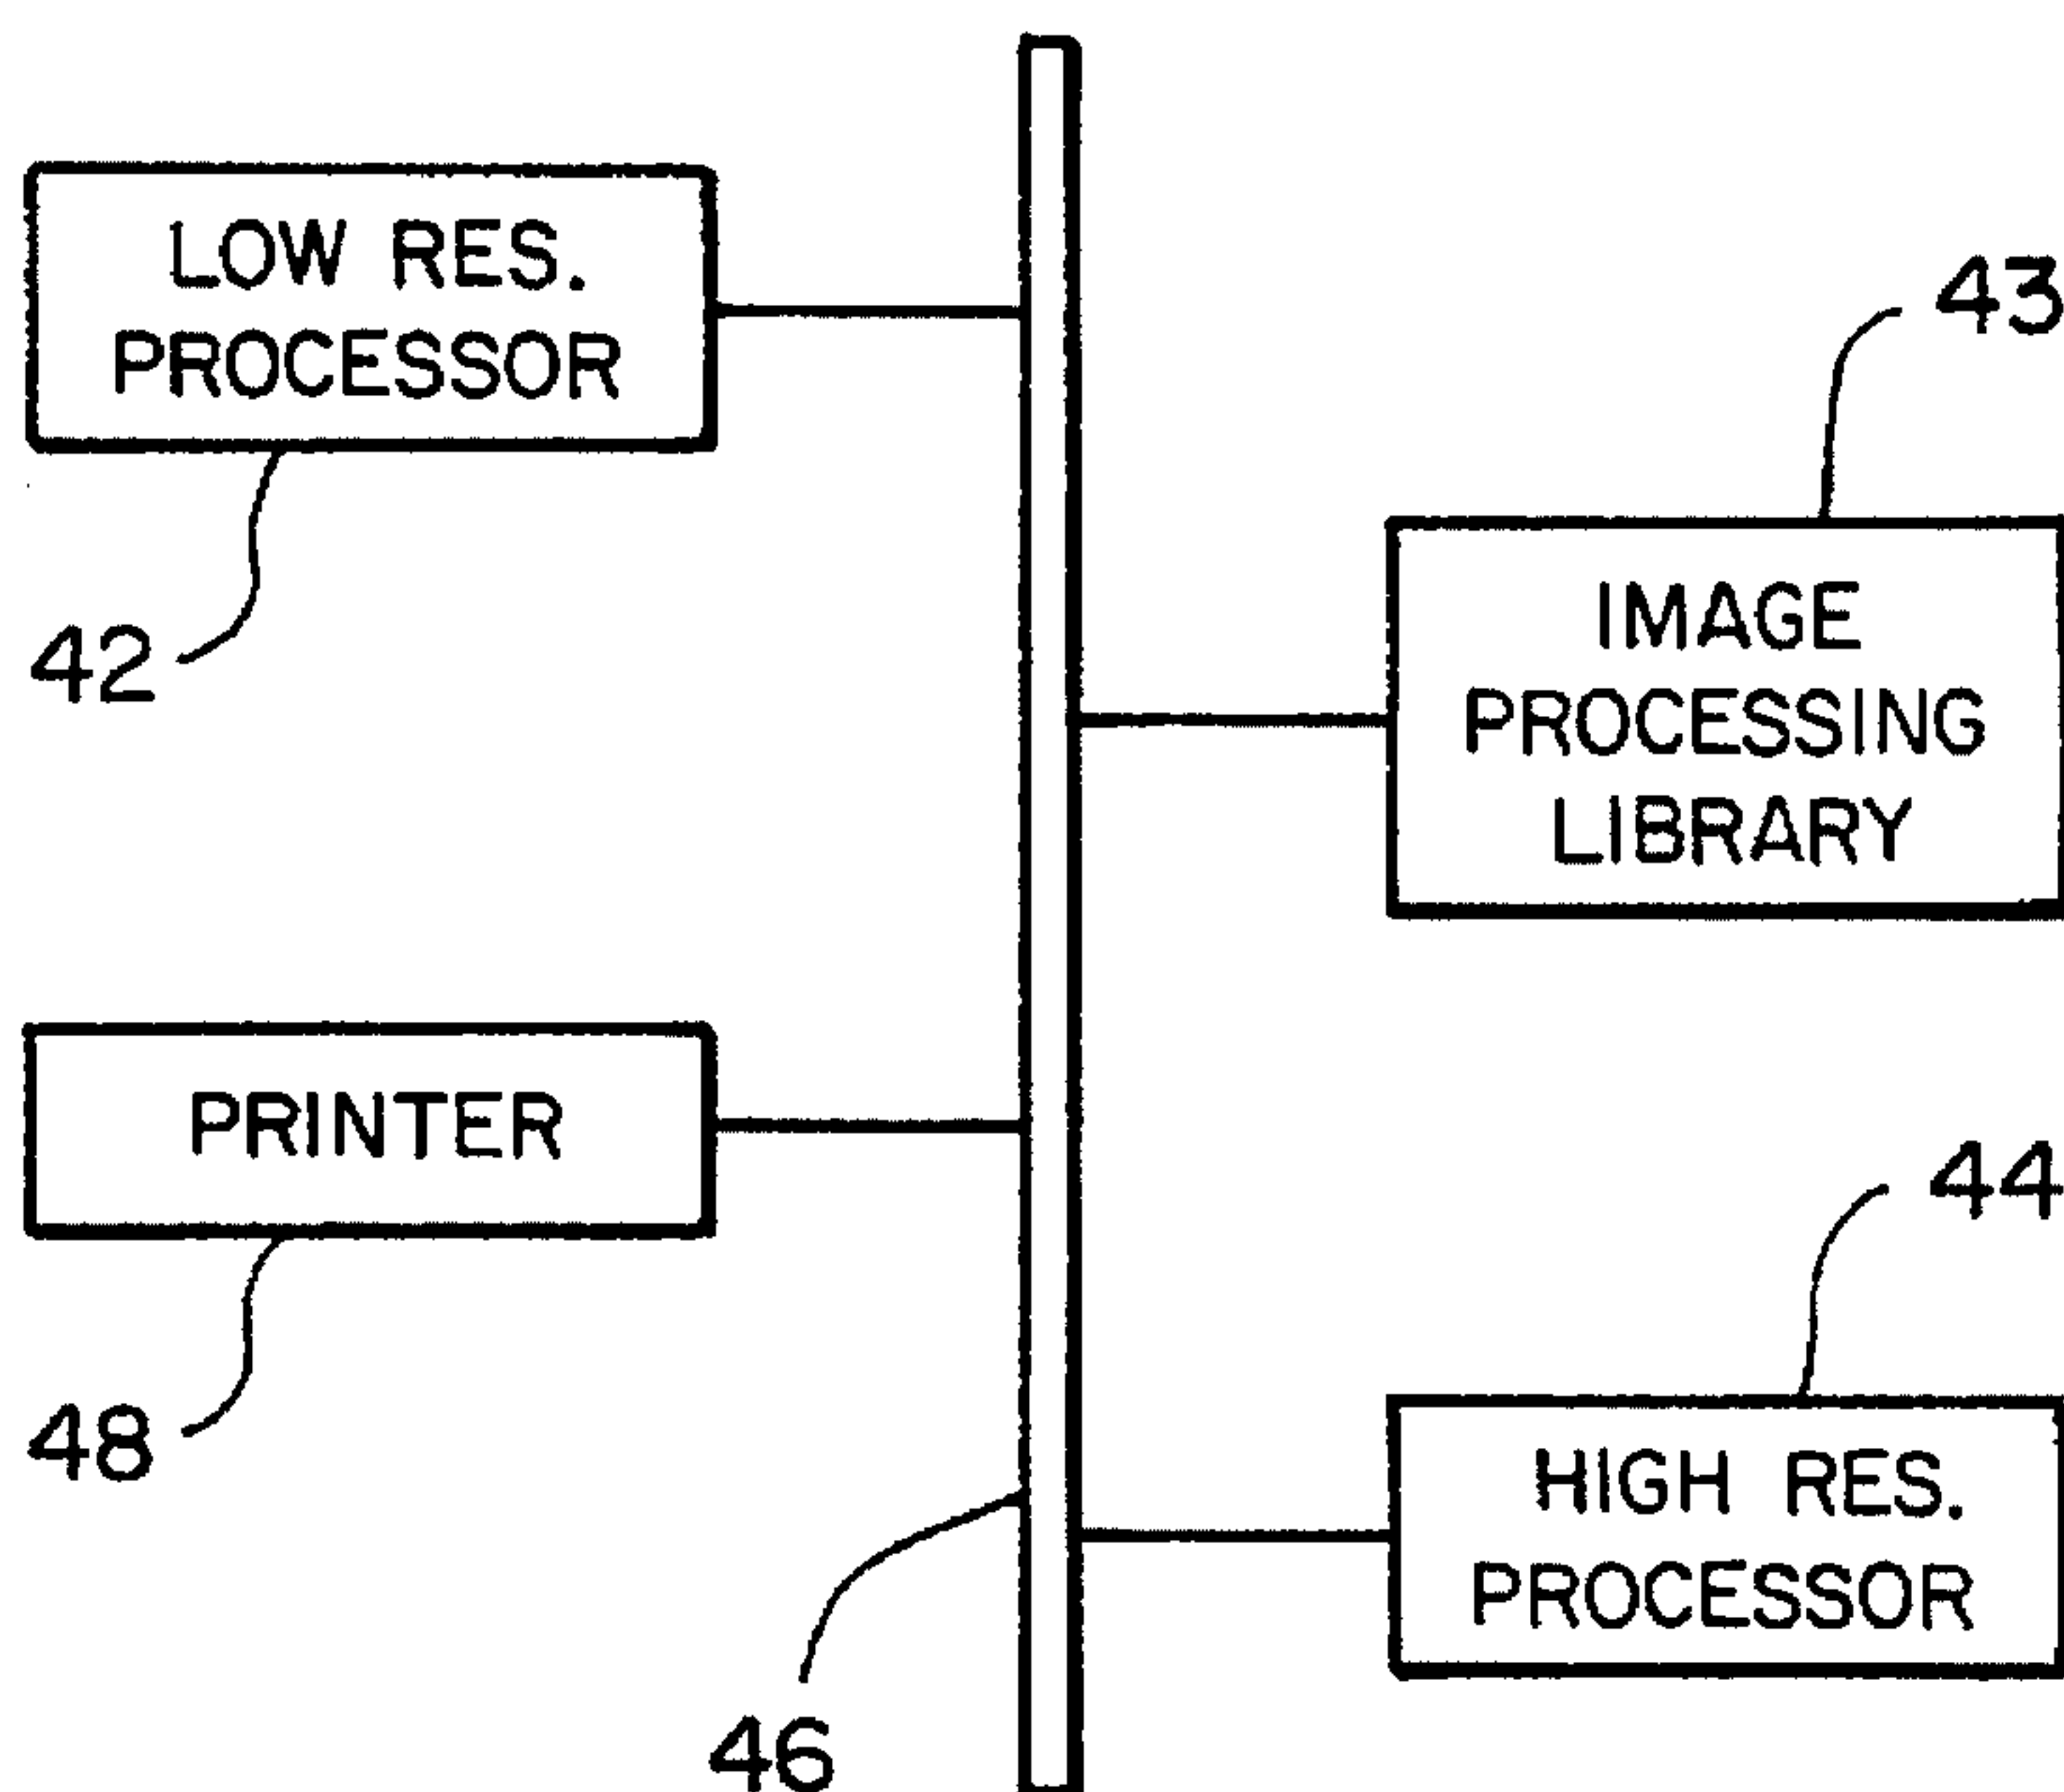 LOW RES.
PROCESSOR
42
43
IMAGE
PROCESSING
LIBRARY
PRINTER
48
44
HIGH RES.
PROCESSOR
46